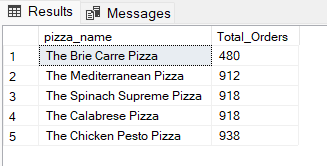 Results Messages
pizza_name Total_Orders
1 The Brie Carre Pizza 480
2 The Mediterranean Pizza 912
3 The Spinach Supreme Pizza 918
4 The Calabrese Pizza 918
5 The Chicken Pesto Pizza 938